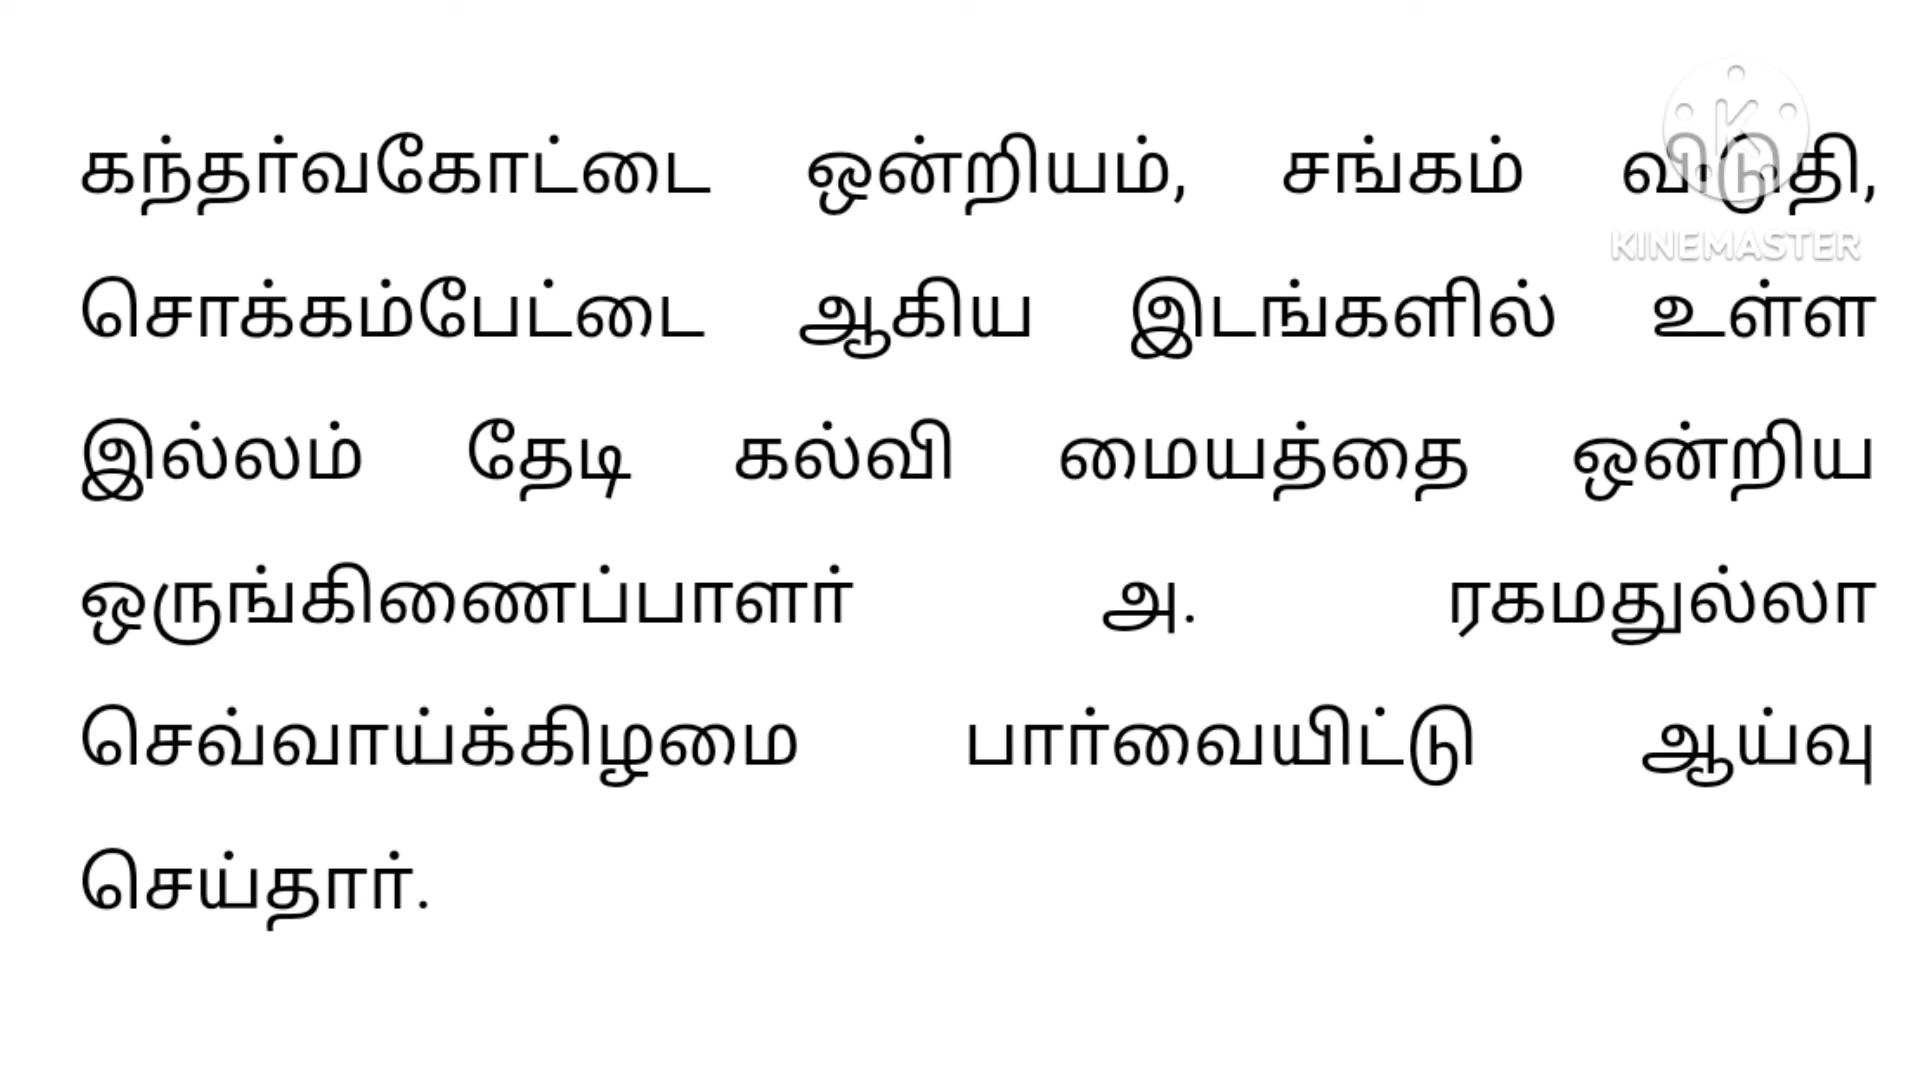 கந்தர்வகோட்டை ஒன்றியம், சங்கம் விடுதி,
KINEMASTER
சொக்கம்பேட்டை ஆகிய இடங்களில் உள்ள
இல்லம் தேடி கல்வி மையத்தை ஒன்றிய
ஒருங்கிணைப்பாளர் அ. ரகமதுல்லா
செவ்வாய்க்கிழமை பார்வையிட்டு ஆய்வு
செய்தார்.